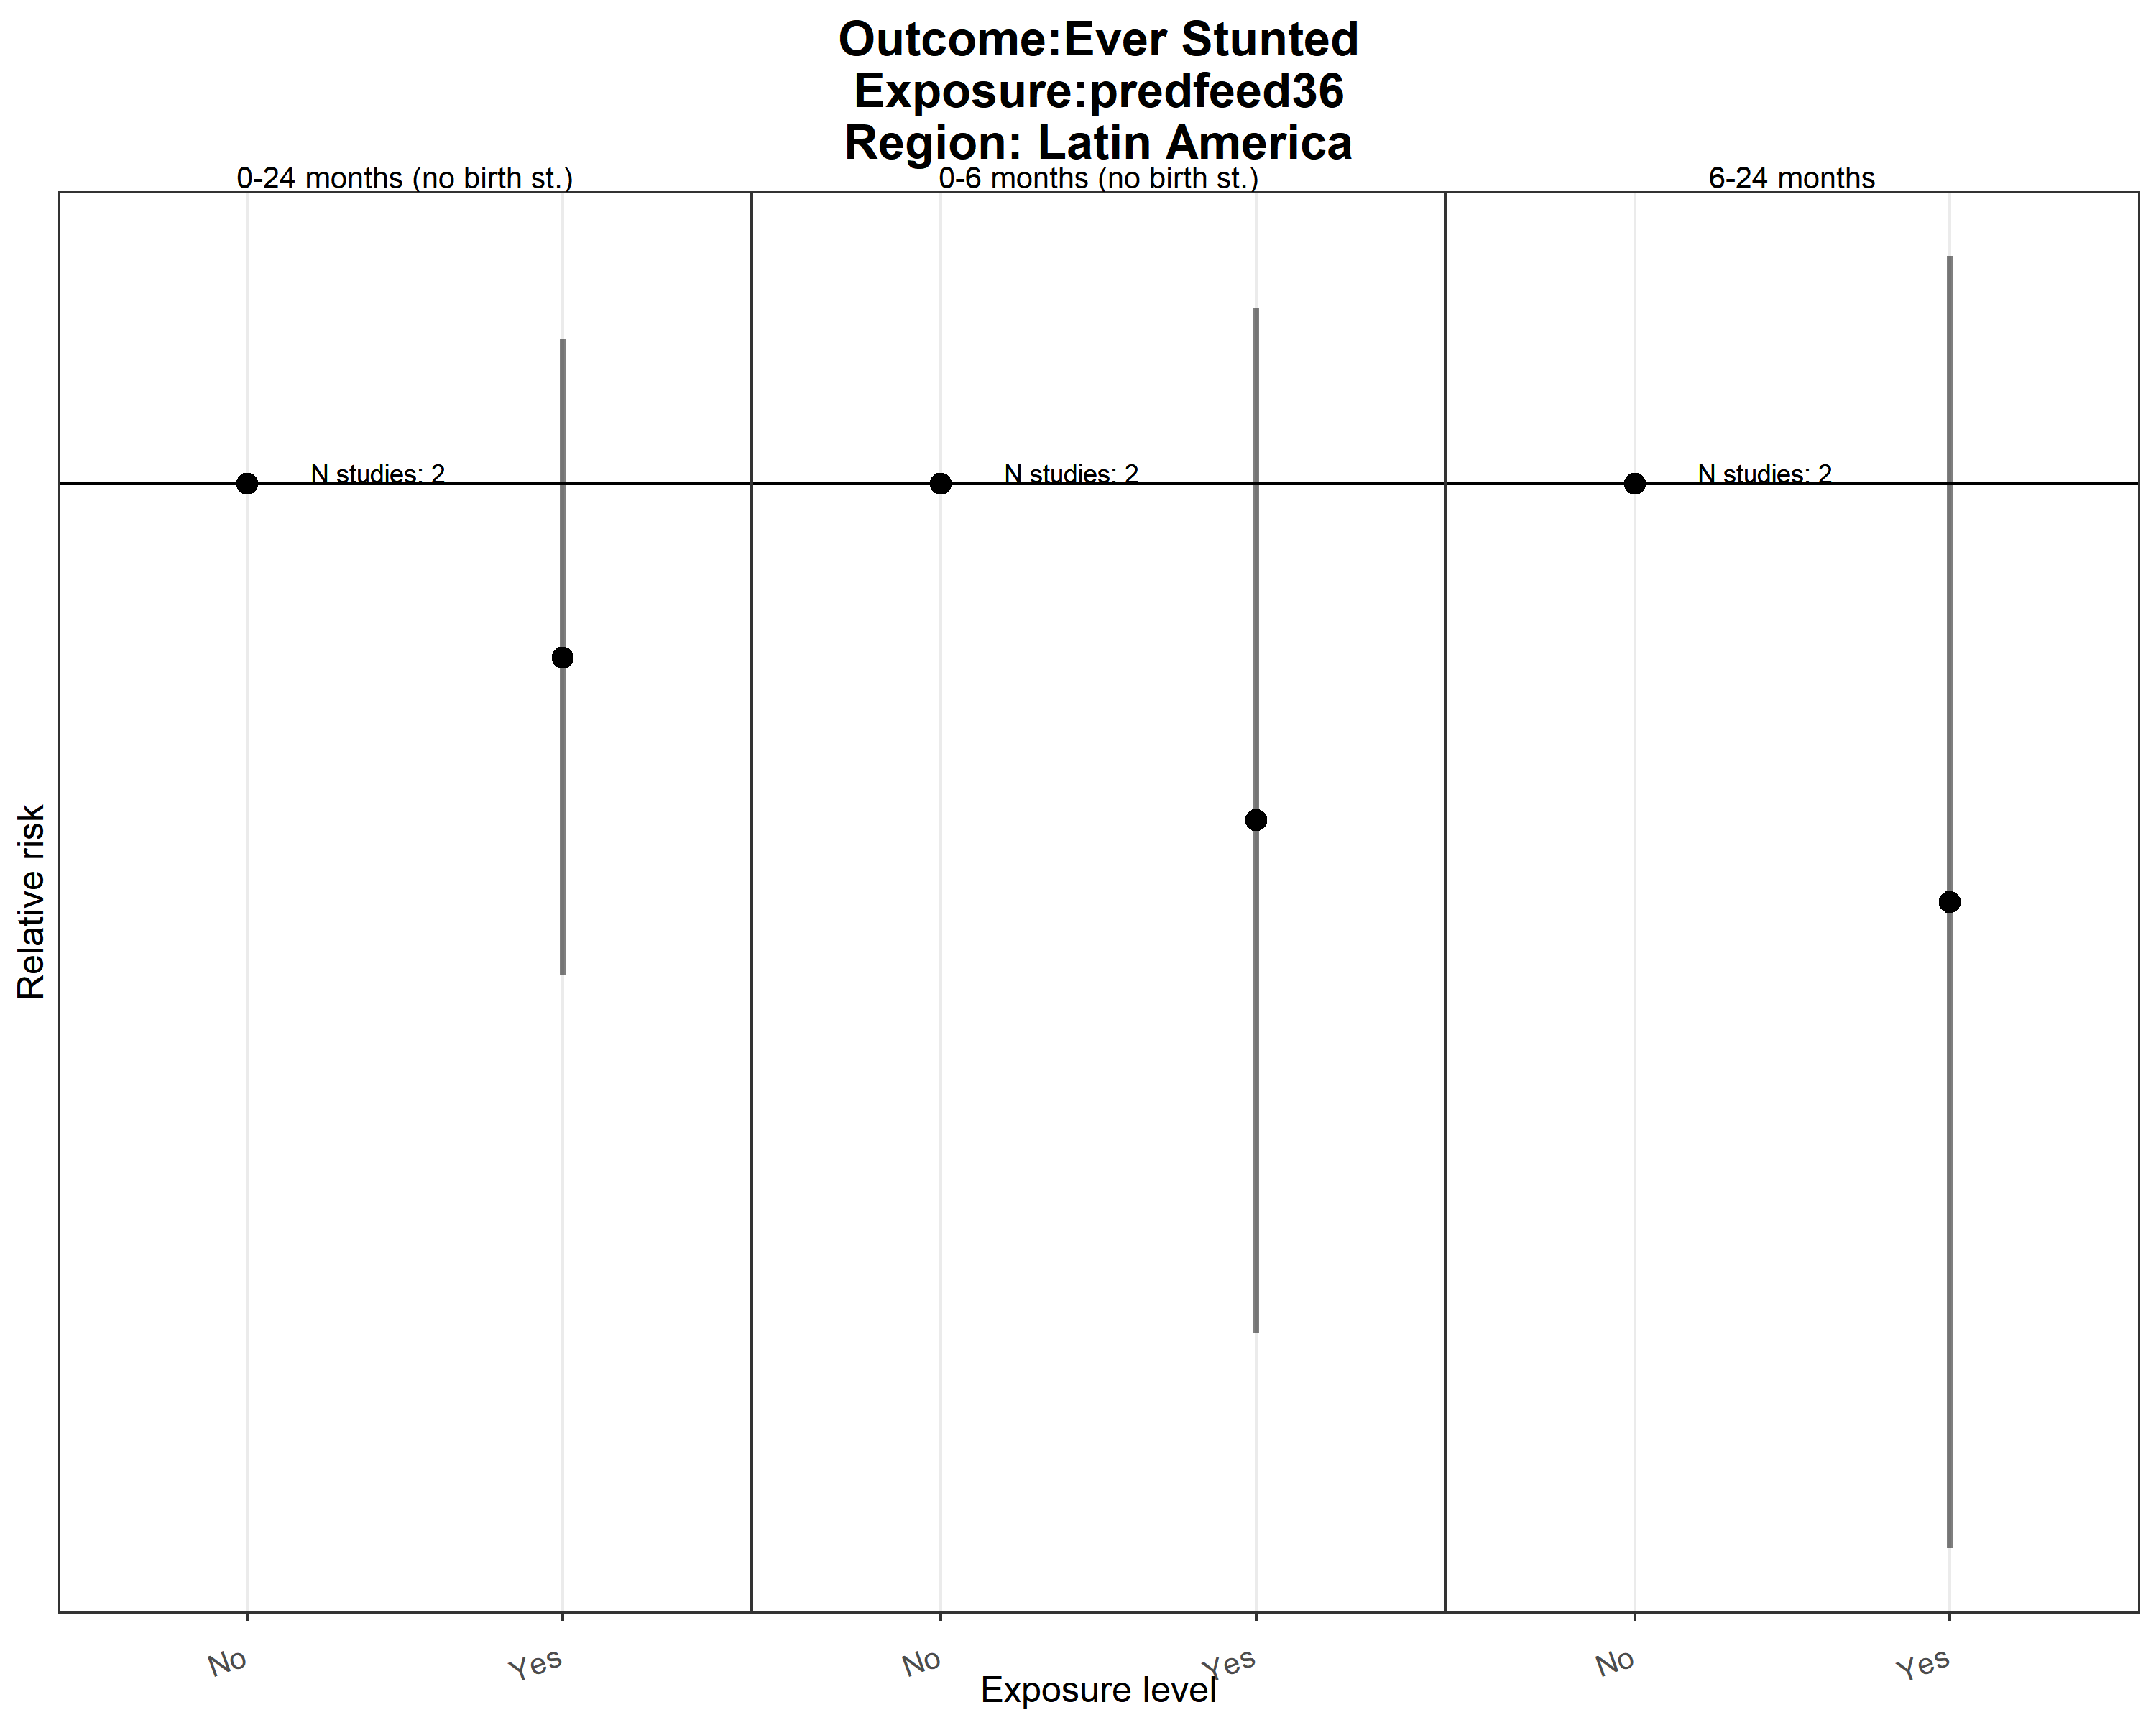 Outcome:Ever Stunted
Exposure:predfeed36
Region: Latin America
0-24 months (no birth st.)
0-6 months (no birth st.)
6-24 months
N studies: 2
N studies: 2
N studies: 2
Relative risk
No
Yes
No
Yes
No
Yes
Exposure level